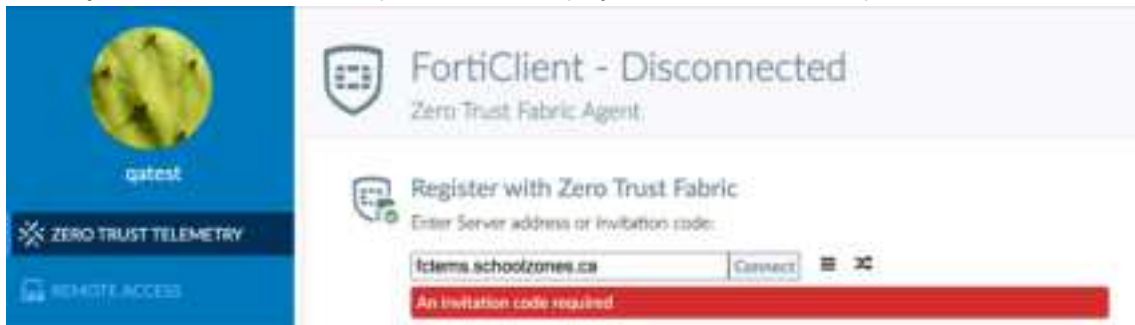 FortiClient - Disconnected
Zero Trust Fabric Agent
qatest
Register with Zero Trust Fabric
Enter Server address or Invitation code:
ZERO TRUST TELEMETRY
fctems.schoolzones.ca
Connect
REMOTE ACCESS
An invitation code required